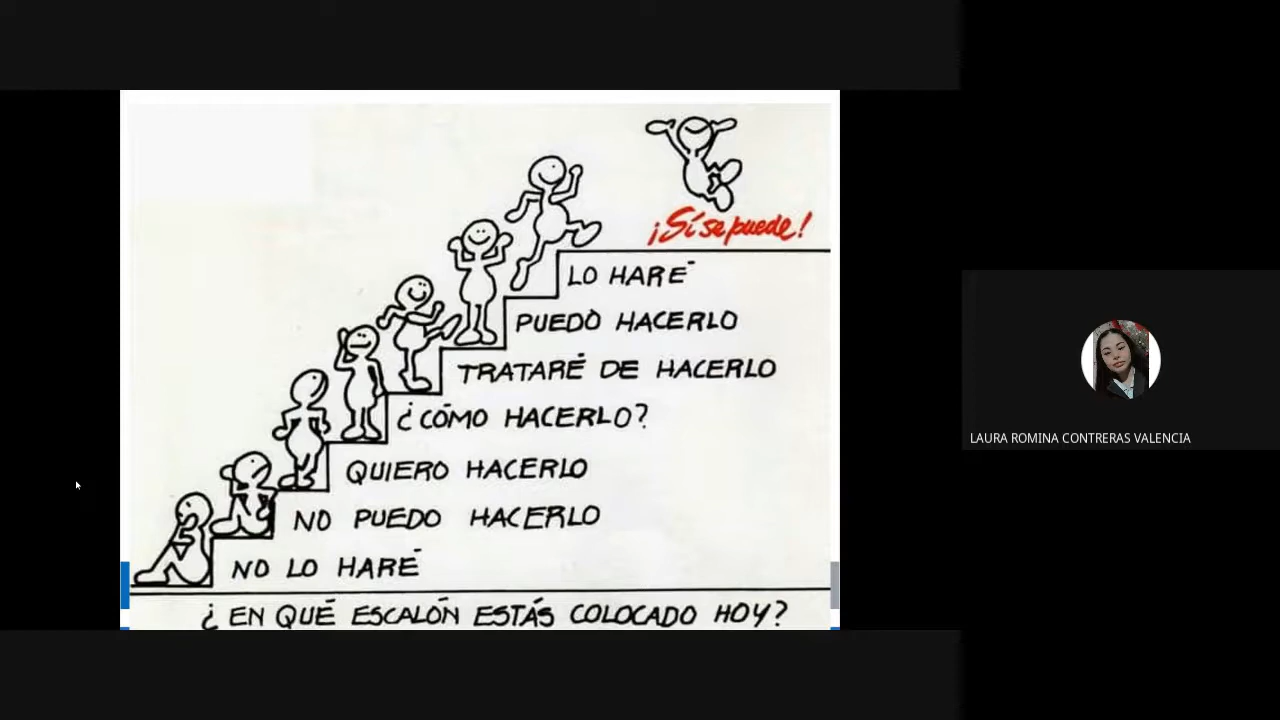 ¡Sí se puede!
LO HARÉ
PUEDO HACERLO
TRATARÉ DE HACERLO
¿CÓMO HACERLO?
QUIERO HACERLO
NO PUEDO HACERLO
NO LO HARÉ
¿EN QUÉ ESCALÓN ESTÁS COLOCADO HOY?
LAURA ROMINA CONTRERAS VALENCIA